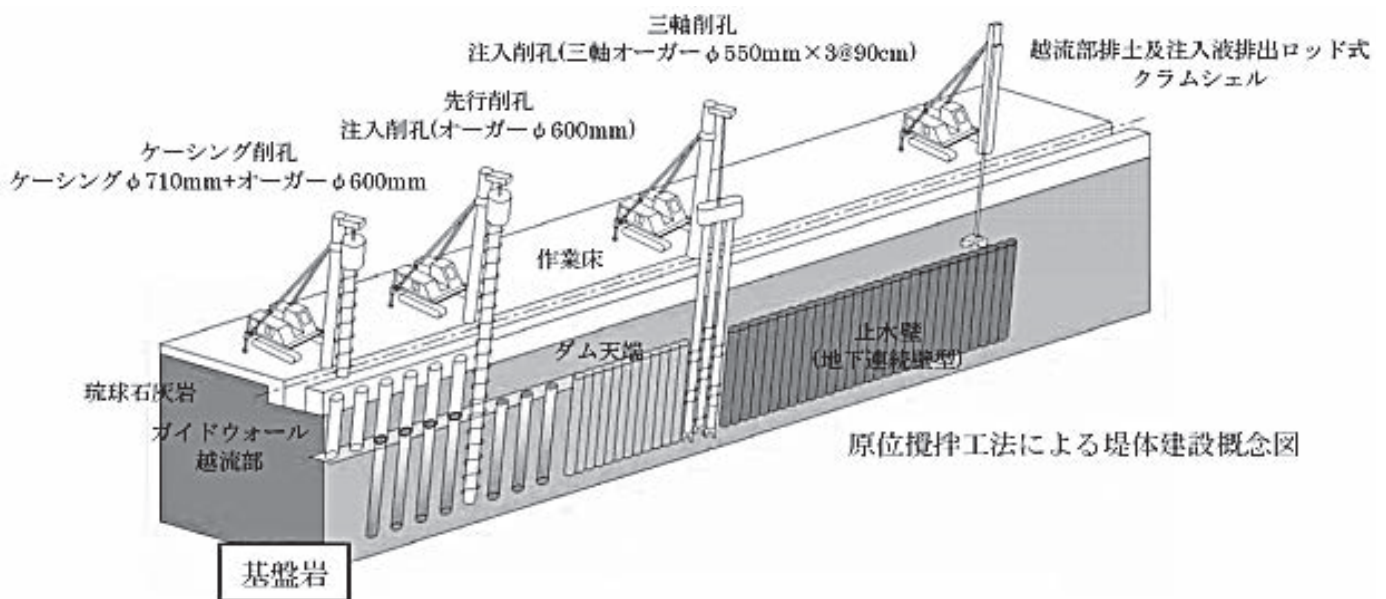 三軸削孔
注入削孔(三軸オーガーφ550mm×3@90cm)
越流部排土及注入液排出ロッド式
クラムシェル
先行削孔
注入削孔(オーガーφ600mm)
ケーシング削孔
ケーシングφ710mm+オーガーφ600mm
作業床
ダム天端
止水壁
(地下連続壁型)
琉球石灰岩
ガイドウォール
越流部
原位攪拌工法による堤体建設概念図
基盤岩